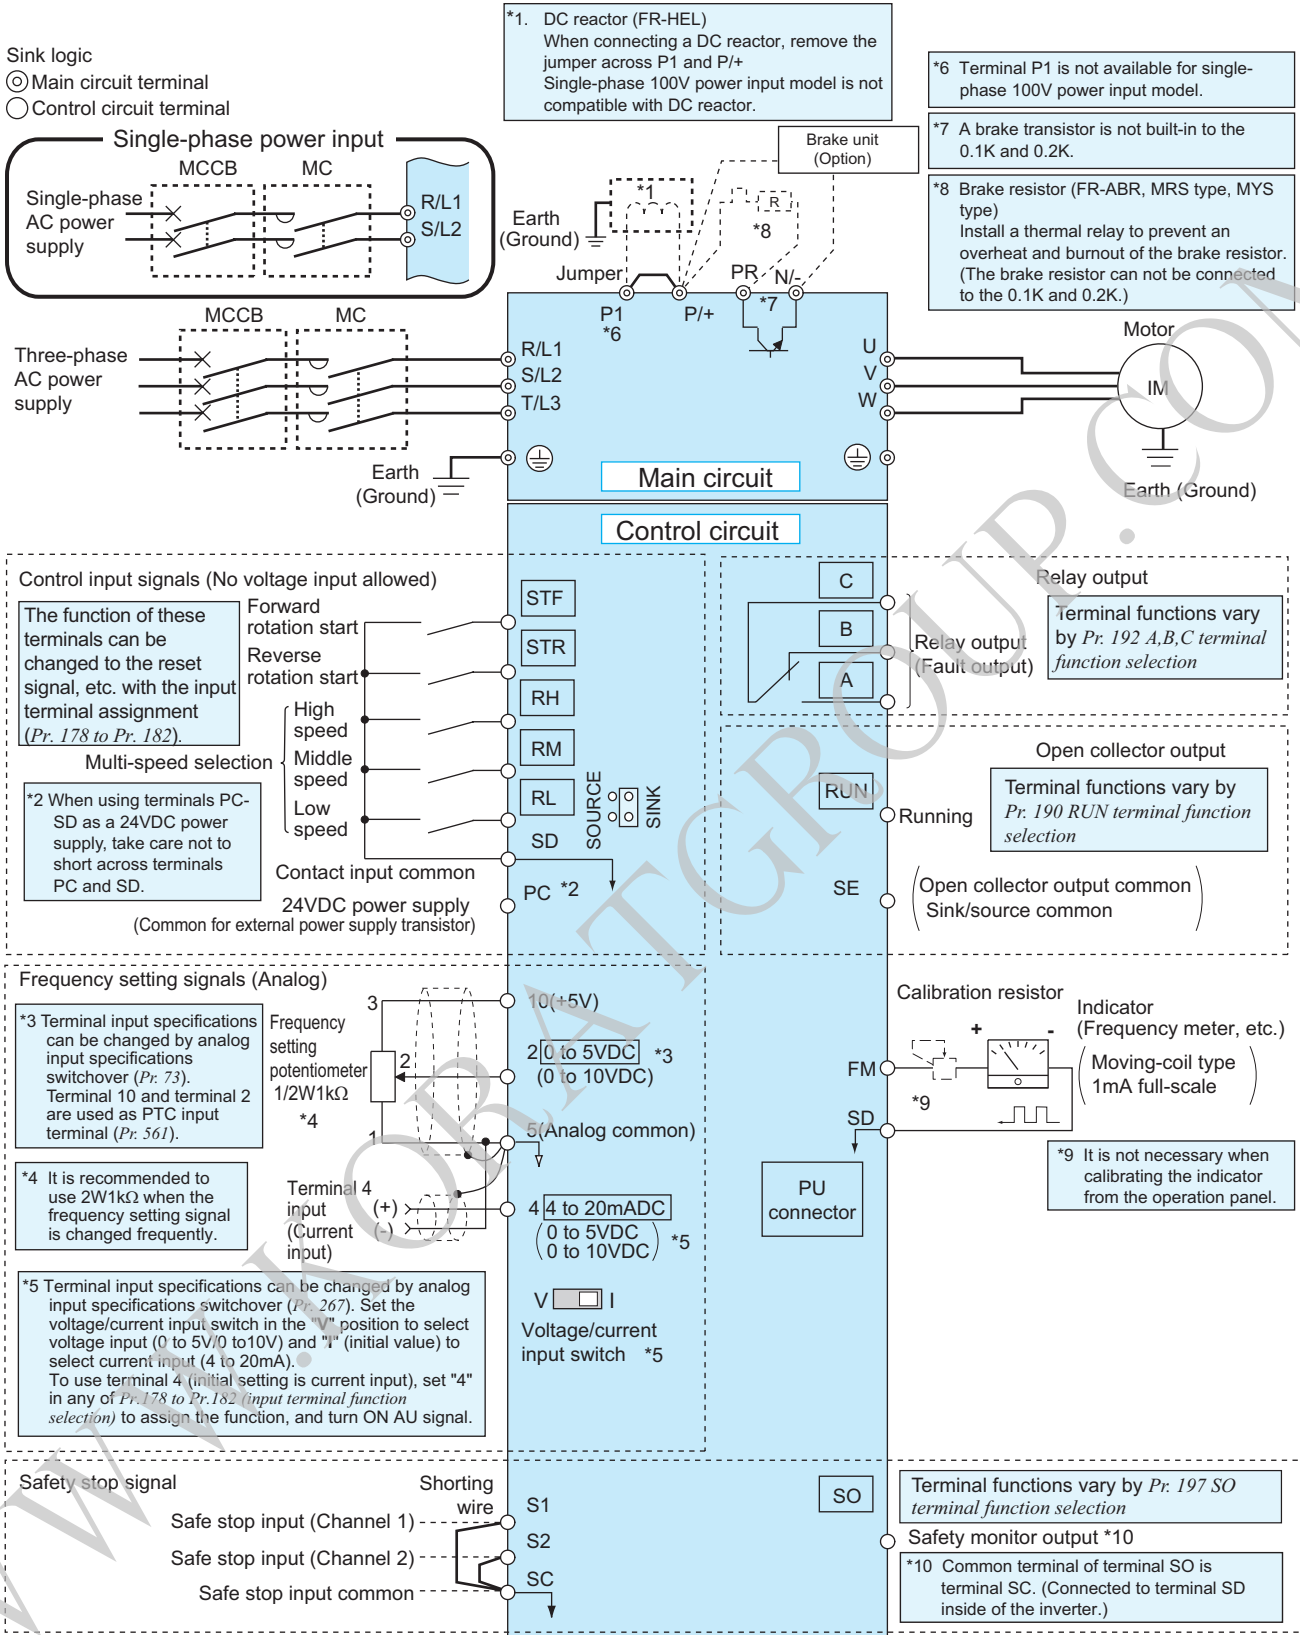 *1. DC reactor (FR-HEL)
When connecting a DC reactor, remove the
jumper across P1 and P/+
Single-phase 100V power input model is not
compatible with DC reactor.
Sink logic
Main circuit terminal
Control circuit terminal
*6 Terminal P1 is not available for single-
phase 100V power input model.
*7 A brake transistor is not built-in to the
0.1K and 0.2K.
*8 Brake resistor (FR-ABR, MRS type, MYS
type)
Install a thermal relay to prevent an
overheat and burnout of the brake resistor.
(The brake resistor can not be connected
to the 0.1K and 0.2K.)
Single-phase power input
MCCB MC
Single-phase
AC power
supply
R/L1
S/L2
Brake unit
(Option)
*1
R
*8
Earth
(Ground)
Jumper
PR N/-
P1
*6
P/+
*7
MCCB MC
Three-phase
AC power
supply
R/L1
S/L2
T/L3
U
V
W
Motor
IM
Earth
(Ground)
Earth (Ground)
Main circuit
Control circuit
Control input signals (No voltage input allowed)
The function of these
terminals can be
changed to the reset
signal, etc. with the input
terminal assignment
(Pr. 178 to Pr. 182).
Forward
rotation start
Reverse
rotation start
High
speed
Multi-speed selection
Middle
speed
Low
speed
*2 When using terminals PC-
SD as a 24VDC power
supply, take care not to
short across terminals
PC and SD.
Contact input common
24VDC power supply
(Common for external power supply transistor)
STF
STR
RH
RM
RL
SD
PC *2
SOURCE
SINK
C
B
A
Relay output
Relay output
(Fault output)
Terminal functions vary
by Pr. 192 A,B,C terminal
function selection
Open collector output
RUN
Running
Terminal functions vary by
Pr. 190 RUN terminal function
selection
SE
Open collector output common
Sink/source common
Frequency setting signals (Analog)
*3 Terminal input specifications
can be changed by analog
input specifications
switchover (Pr. 73).
Terminal 10 and terminal 2
are used as PTC input
terminal (Pr. 561).
*4 It is recommended to
use 2W1kΩ when the
frequency setting signal
is changed frequently.
Frequency
setting
potentiometer
1/2W1kΩ
*4
3
2
1
10(+5V)
2 0 to 5VDC *3
(0 to 10VDC)
5(Analog common)
Terminal 4
input
(Current
input)
(+)
(-)
4 4 to 20mADC
(0 to 5VDC
0 to 10VDC) *5
V I
Voltage/current
input switch *5
*5 Terminal input specifications can be changed by analog
input specifications switchover (Pr. 267). Set the
voltage/current input switch in the "V" position to select
voltage input (0 to 5V/0 to10V) and "I" (initial value) to
select current input (4 to 20mA).
To use terminal 4 (initial setting is current input), set "4"
in any of Pr.178 to Pr.182 (input terminal function
selection) to assign the function, and turn ON AU signal.
Calibration resistor
Indicator
(Frequency meter, etc.)
+ -
Moving-coil type
1mA full-scale
FM
*9
SD
*9 It is not necessary when
calibrating the indicator
from the operation panel.
PU
connector
Safety stop signal
Shorting
wire
Safe stop input (Channel 1)
Safe stop input (Channel 2)
Safe stop input common
S1
S2
SC
SO
Terminal functions vary by Pr. 197 SO
terminal function selection
Safety monitor output *10
*10 Common terminal of terminal SO is
terminal SC. (Connected to terminal SD
inside of the inverter.)
WWW.KORATGROUP.COM